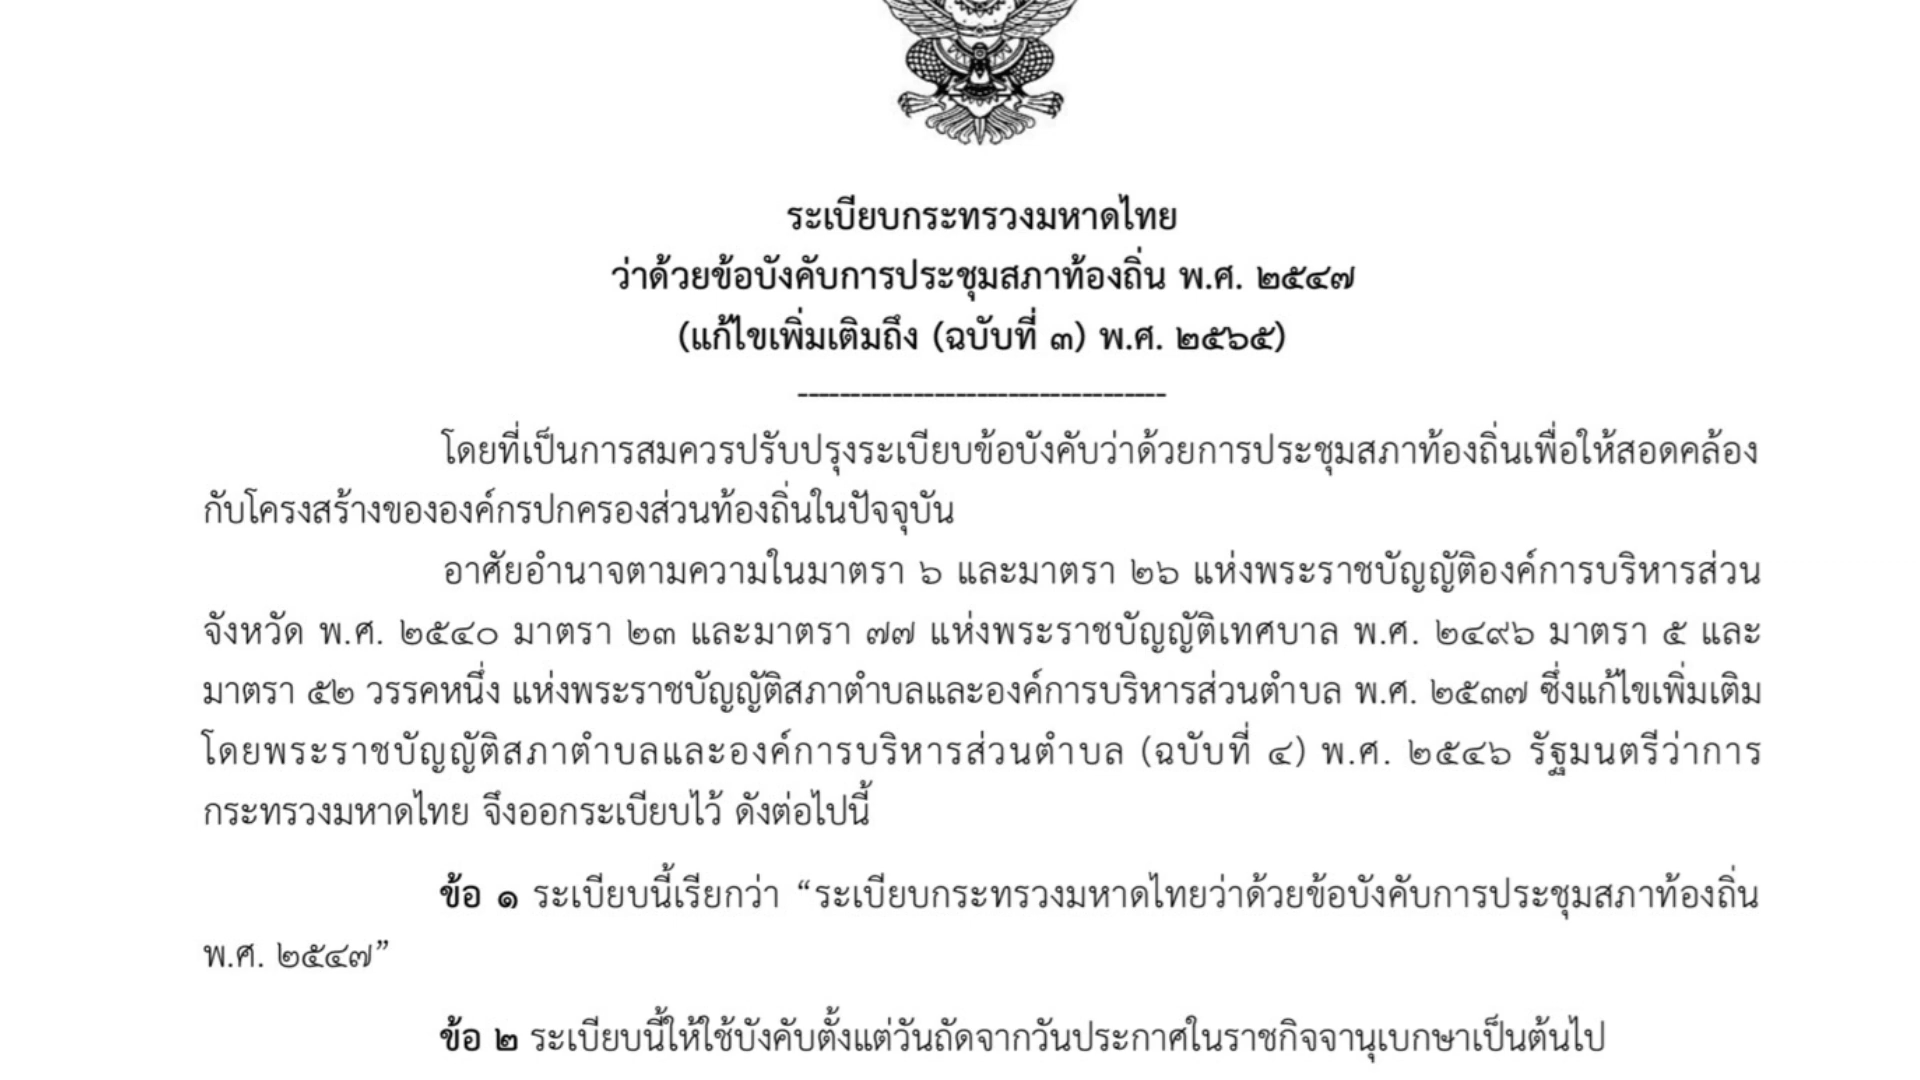 ระเบียบกระทรวงมหาดไทย
ว่าด้วยข้อบังคับการประชุมสภาท้องถิ่น พ.ศ. ๒๕๔๗
(แก้ไขเพิ่มเติมถึง (ฉบับที่ ๓) พ.ศ. ๒๕๖๕)
-----------------------------------
โดยที่เป็นการสมควรปรับปรุงระเบียบข้อบังคับว่าด้วยการประชุมสภาท้องถิ่นเพื่อให้สอดคล้อง
กับโครงสร้างขององค์กรปกครองส่วนท้องถิ่นในปัจจุบัน
อาศัยอำนาจตามความในมาตรา ๖ และมาตรา ๒๖ แห่งพระราชบัญญัติองค์การบริหารส่วน
จังหวัด พ.ศ. ๒๕๔๐ มาตรา ๒๓ และมาตรา ๗๗ แห่งพระราชบัญญัติเทศบาล พ.ศ. ๒๔๙๖ มาตรา ๕ และ
มาตรา ๕๒ วรรคหนึ่ง แห่งพระราชบัญญัติสภาตำบลและองค์การบริหารส่วนตำบล พ.ศ. ๒๕๓๗ ซึ่งแก้ไขเพิ่มเติม
โดยพระราชบัญญัติสภาตำบลและองค์การบริหารส่วนตำบล (ฉบับที่ ๔) พ.ศ. ๒๕๔๖ รัฐมนตรีว่าการ
กระทรวงมหาดไทย จึงออกระเบียบไว้ ดังต่อไปนี้
ข้อ ๑ ระเบียบนี้เรียกว่า “ระเบียบกระทรวงมหาดไทยว่าด้วยข้อบังคับการประชุมสภาท้องถิ่น
พ.ศ. ๒๕๔๗”
ข้อ ๒ ระเบียบนี้ให้ใช้บังคับตั้งแต่วันถัดจากวันประกาศในราชกิจจานุเบกษาเป็นต้นไป